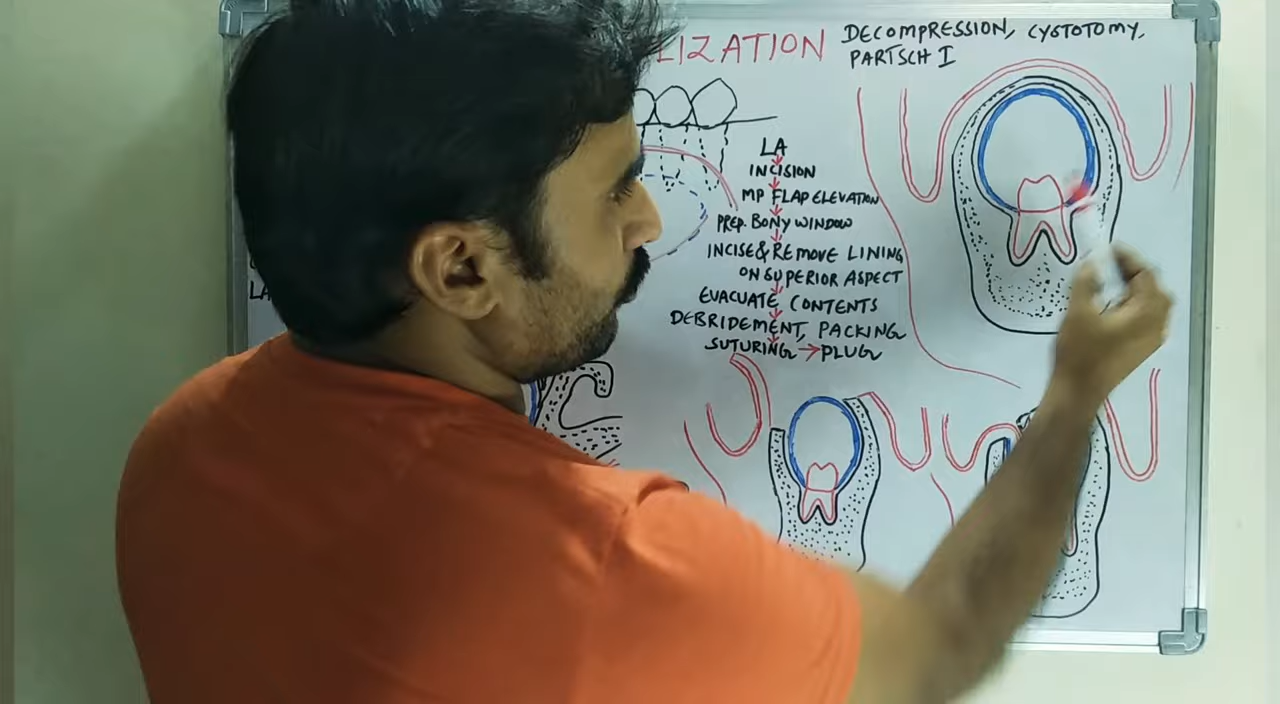 LIZATION DECOMPRESSION, CYSTOTOMY,
PARTSCH I
LA
INCISION
MP FLAP ELEVATION
PREP. BONY WINDOW
INCISE & REMOVE LINING
ON SUPERIOR ASPECT
EVACUATE CONTENTS
DEBRIDEMENT, PACKING
SUTURING → PLUG
LA